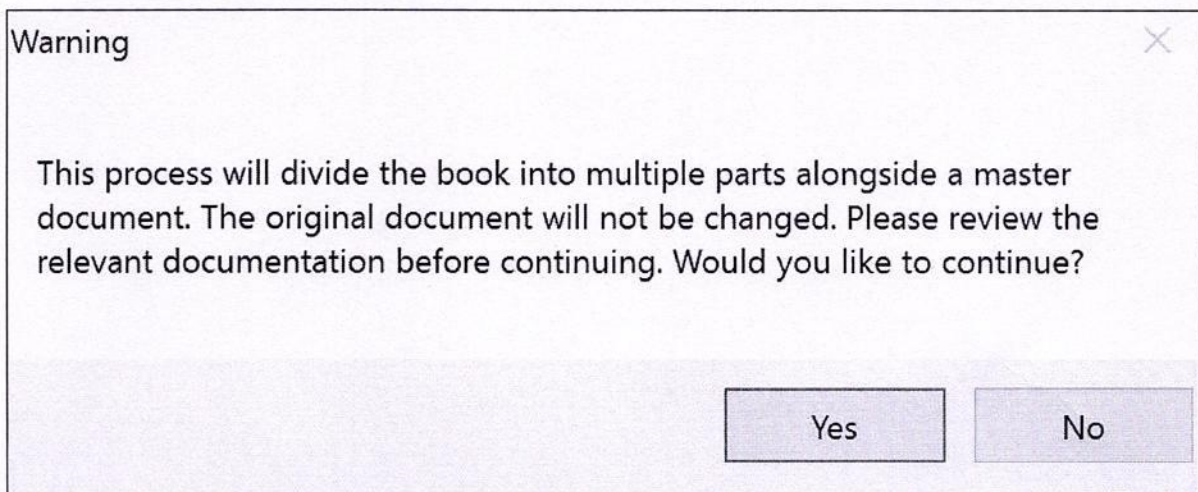 Warning
This process will divide the book into multiple parts alongside a master
document. The original document will not be changed. Please review the
relevant documentation before continuing. Would you like to continue?
Yes
No